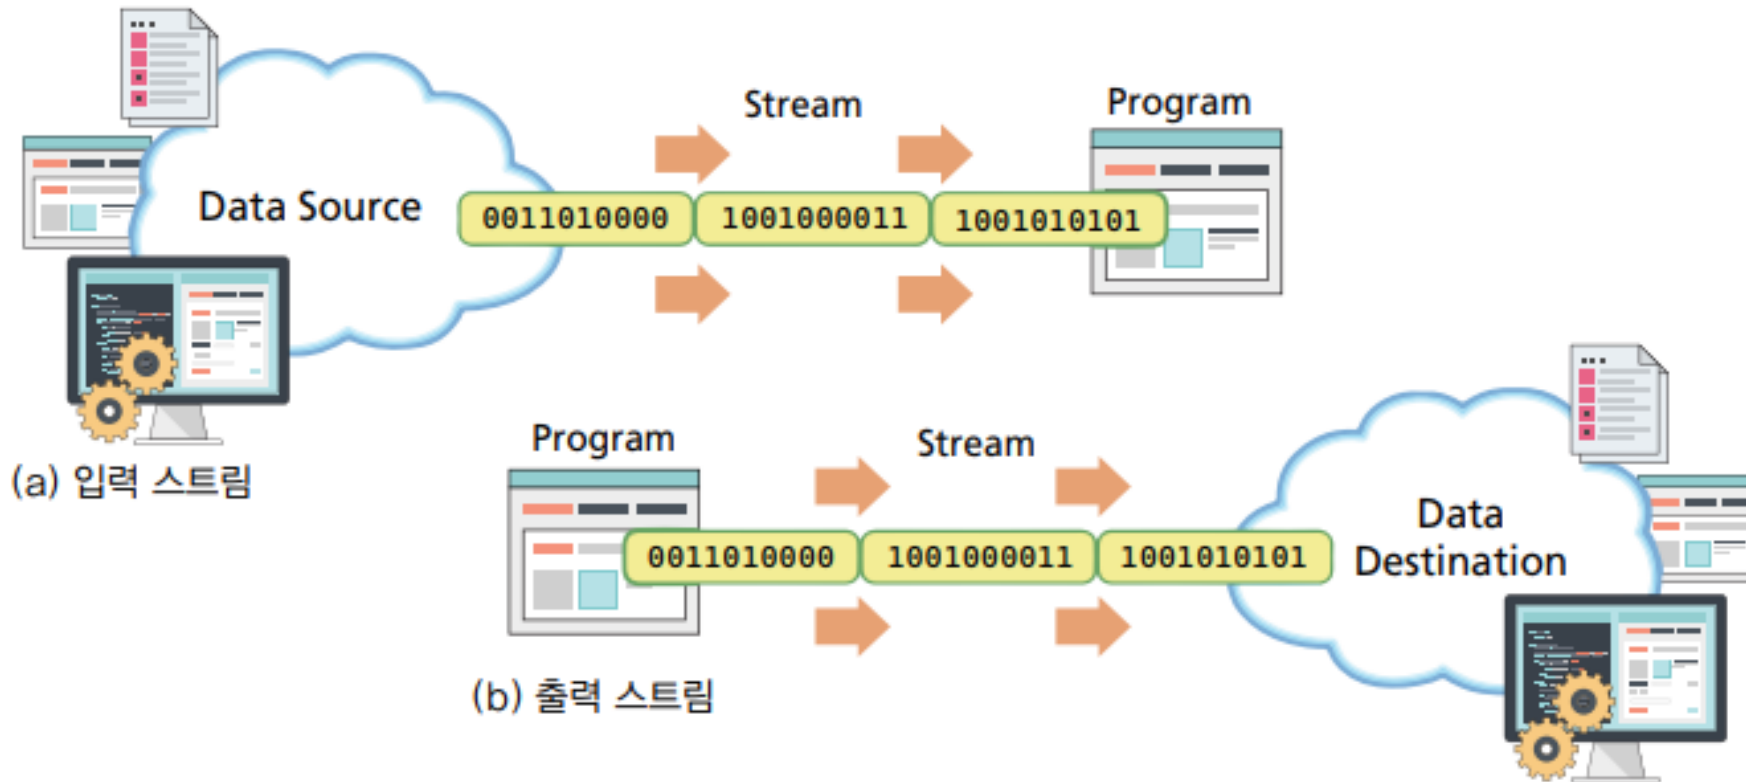 Stream
Program
Data Source
0011010000 1001000011 1001010101
(a) 입력 스트림
Program
Stream
Data
Destination
0011010000 1001000011 1001010101
(b) 출력 스트림